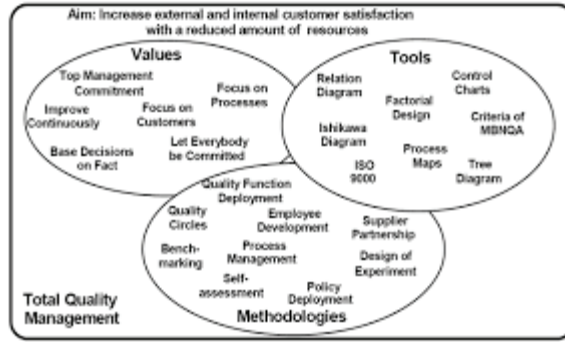 Aim: Increase external and internal customer satisfaction
with a reduced amount of resources
Values
Top Management
Commitment
Focus on
Processes
Improve
Continuously
Focus on
Customers
Base Decisions
on Fact
Let Everybody
be Committed
Tools
Relation
Diagram
Control
Charts
Factorial
Design
Criteria of
MBNQA
Ishikawa
Diagram
Process
Maps
ISO
9000
Tree
Diagram
Quality Function
Deployment
Quality
Circles
Employee
Development
Supplier
Partnership
Bench-
marking
Process
Management
Design of
Experiment
Self-
assessment
Policy
Deployment
Methodologies
Total Quality
Management